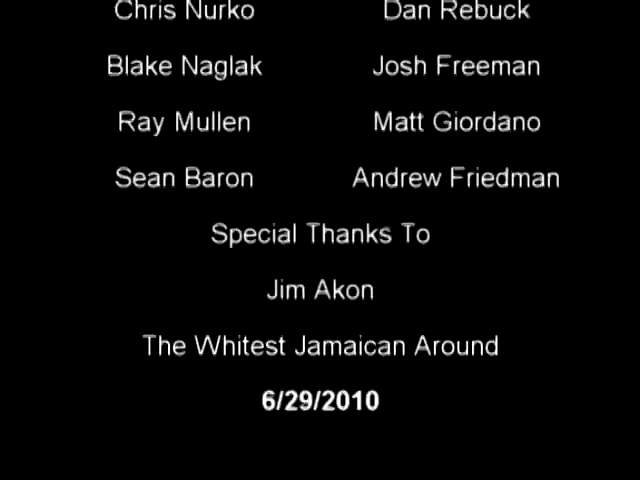 Chris Nurko Dan Rebuck
Blake Naglak Josh Freeman
Ray Mullen Matt Giordano
Sean Baron Andrew Friedman
Special Thanks To
Jim Akon
The Whitest Jamaican Around
6/29/2010